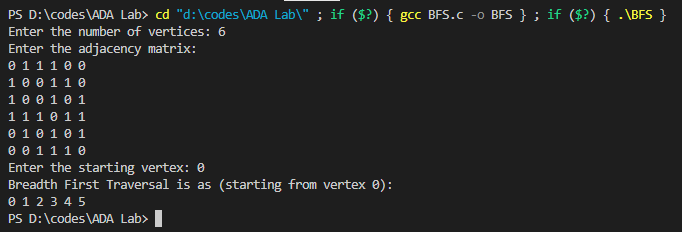 PS D:\codes\ADA Lab> cd "d:\codes\ADA Lab\" ; if ($?) { gcc BFS.c -o BFS } ; if ($?) { .\BFS }
Enter the number of vertices: 6
Enter the adjacency matrix:
0 1 1 1 0 0
1 0 0 1 1 0
1 0 0 1 0 1
1 1 1 0 1 1
0 1 0 1 0 1
0 0 1 1 1 0
Enter the starting vertex: 0
Breadth First Traversal is as (starting from vertex 0):
0 1 2 3 4 5
PS D:\codes\ADA Lab>